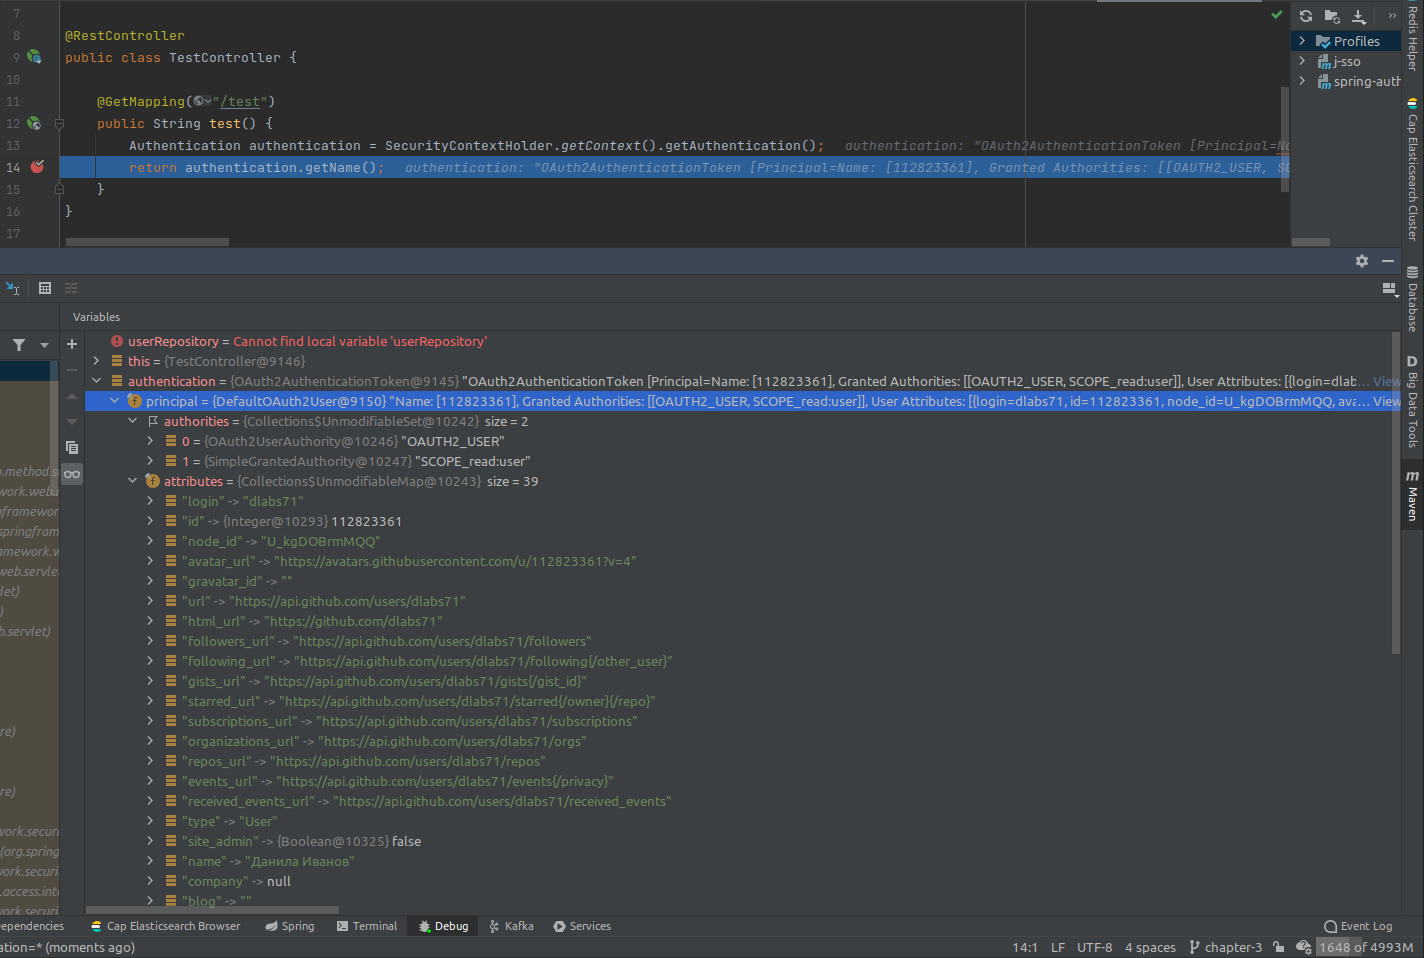 7
8 @RestController
9 public class TestController {
10
11 @GetMapping("/test")
12 public String test() {
13 Authentication authentication = SecurityContextHolder.getContext().getAuthentication(); authentication: "OAuth2AuthenticationToken [Principal=Na
14 return authentication.getName(); authentication: "OAuth2AuthenticationToken [Principal=Name: [112823361], Granted Authorities: [[OAUTH2_USER, SC
15 }
16 }
17
Profiles
j-sso
spring-auth
Redis Helper
Cap Elasticsearch Cluster
Database
Big Data Tools
Maven
Variables
userRepository = Cannot find local variable 'userRepository'
this = {TestController@9146}
authentication = {OAuth2AuthenticationToken@9145} "OAuth2AuthenticationToken [Principal=Name: [112823361], Granted Authorities: [[OAUTH2_USER, SCOPE_read:user]], User Attributes: [{login=dlab... View
principal = {DefaultOAuth2User@9150} "Name: [112823361], Granted Authorities: [[OAUTH2_USER, SCOPE_read:user]], User Attributes: [{login=dlabs71, id=112823361, node_id=U_kgDOBrmMQQ, ava... View
authorities = {Collections$UnmodifiableSet@10242} size = 2
0 = {OAuth2UserAuthority@10246} "OAUTH2_USER"
1 = {SimpleGrantedAuthority@10247} "SCOPE_read:user"
attributes = {Collections$UnmodifiableMap@10243} size = 39
"login" -> "dlabs71"
"id" -> {Integer@10293} 112823361
"node_id" -> "U_kgDOBrmMQQ"
"avatar_url" -> "https://avatars.githubusercontent.com/u/112823361?v=4"
"gravatar_id" -> ""
"url" -> "https://api.github.com/users/dlabs71"
"html_url" -> "https://github.com/dlabs71"
"followers_url" -> "https://api.github.com/users/dlabs71/followers"
"following_url" -> "https://api.github.com/users/dlabs71/following{/other_user}"
"gists_url" -> "https://api.github.com/users/dlabs71/gists{/gist_id}"
"starred_url" -> "https://api.github.com/users/dlabs71/starred{/owner}{/repo}"
"subscriptions_url" -> "https://api.github.com/users/dlabs71/subscriptions"
"organizations_url" -> "https://api.github.com/users/dlabs71/orgs"
"repos_url" -> "https://api.github.com/users/dlabs71/repos"
"events_url" -> "https://api.github.com/users/dlabs71/events{/privacy}"
"received_events_url" -> "https://api.github.com/users/dlabs71/received_events"
"type" -> "User"
"site_admin" -> {Boolean@10325} false
"name" -> "Данила Иванов"
"company" -> null
"blog" -> ""
o.method.s
work.web.
gframewor
springfram
mework.w
web.servle
let)
)
b.servlet)
re)
re)
work.securi
(org.spring
work.securi
.access.inte
work.securi
ependencies
Cap Elasticsearch Browser
Spring
Terminal
Debug
Kafka
Services
Event Log
ation=* (moments ago)
14:1 LF UTF-8 4 spaces chapter-3 1648 of 4993M